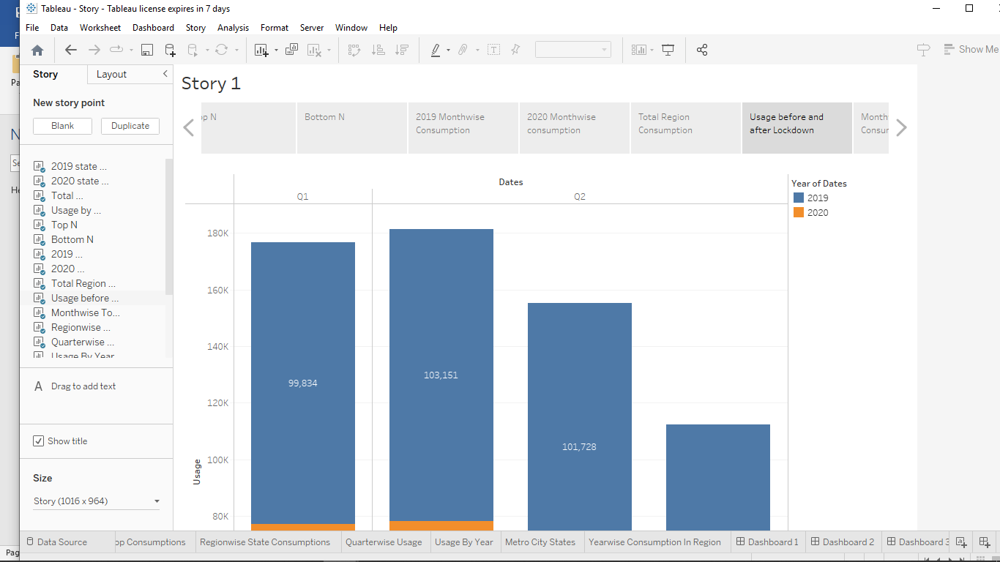 Tableau - Story - Tableau license expires in 7 days
File Data Worksheet Dashboard Story Analysis Format Server Window Help
Show Me
Story Layout
New story point
Blank Duplicate
2019 state ...
2020 state ...
Total ...
Usage by ...
Top N
Bottom N
2019 ...
2020 ...
Total Region ...
Usage before ...
Monthwise To...
Regionwise ...
Quarterwise ...
Usage By Year
A Drag to add text
Show title
Size
Story (1016 x 964)
Story 1
op N
Bottom N
2019 Monthwise
Consumption
2020 Monthwise
consumption
Total Region
Consumption
Usage before and
after Lockdown
Month
Consur
Dates
Q1 Q2
180K
160K
140K
120K
100K
80K
Usage
99,834
103,151
101,728
Year of Dates
2019
2020
Data Source op Consumptions Regionwise State Consumptions Quarterwise Usage Usage By Year Metro City States Yearwise Consumption In Region Dashboard 1 Dashboard 2 Dashboard 3
Pag